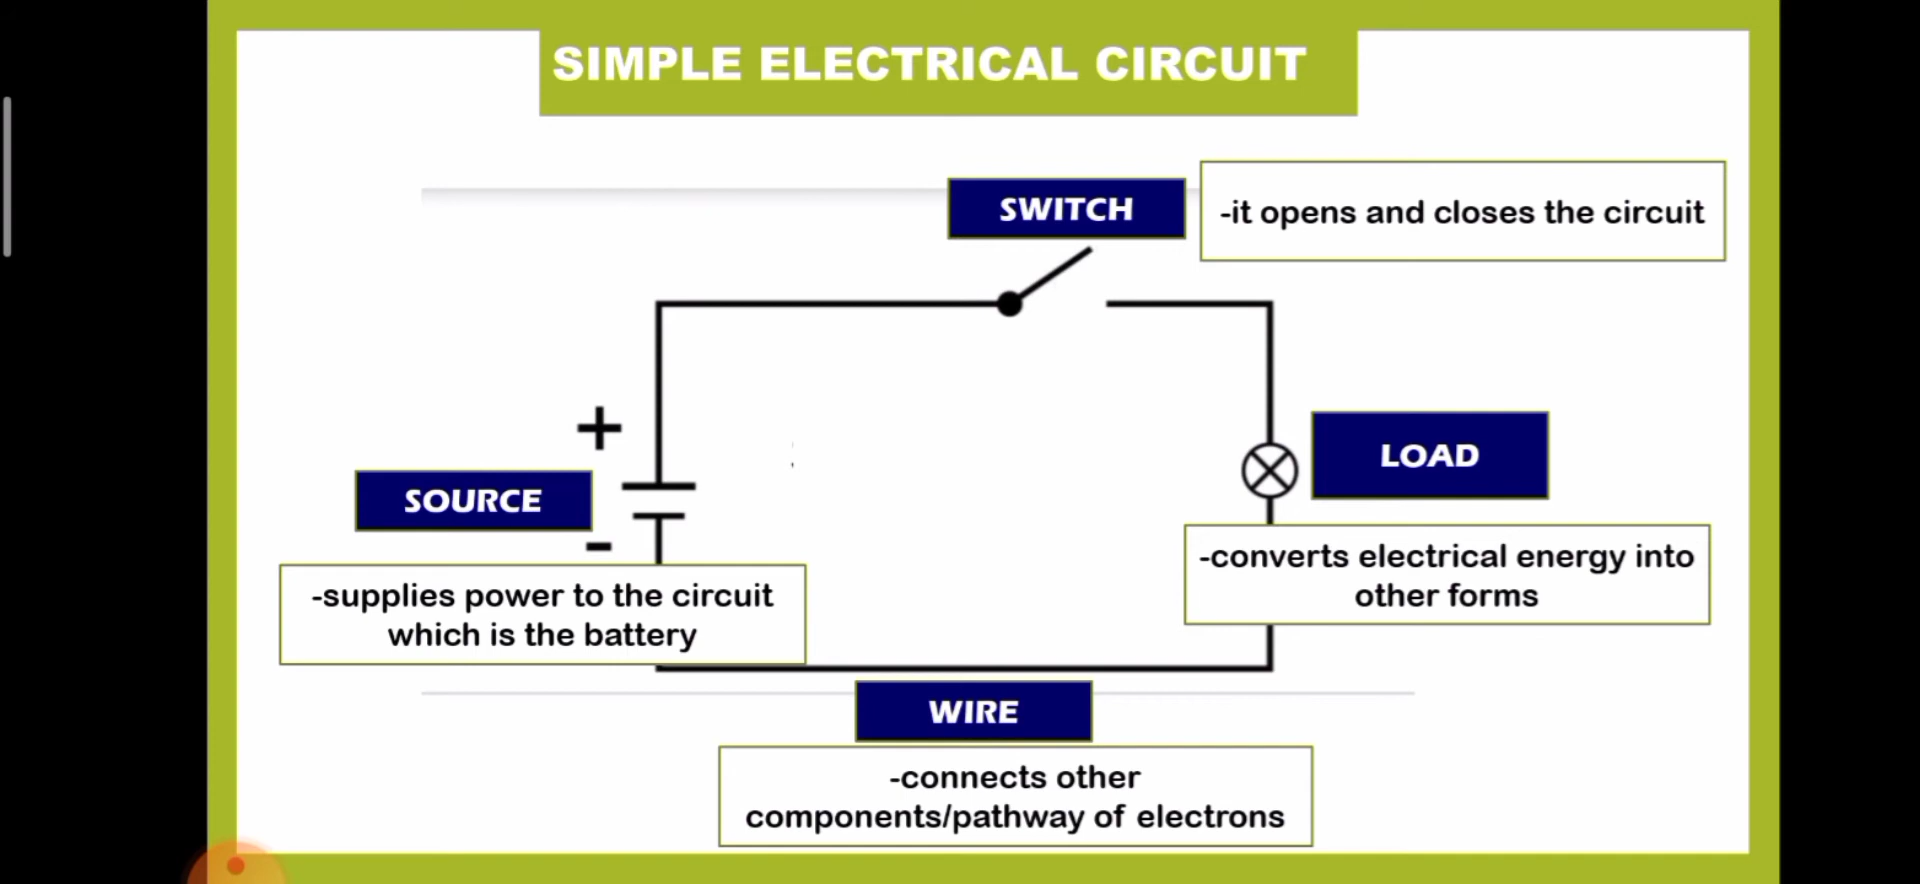 SIMPLE ELECTRICAL CIRCUIT
SWITCH
-it opens and closes the circuit
+
LOAD
SOURCE
-
-converts electrical energy into
other forms
-supplies power to the circuit
which is the battery
WIRE
-connects other
components/pathway of electrons